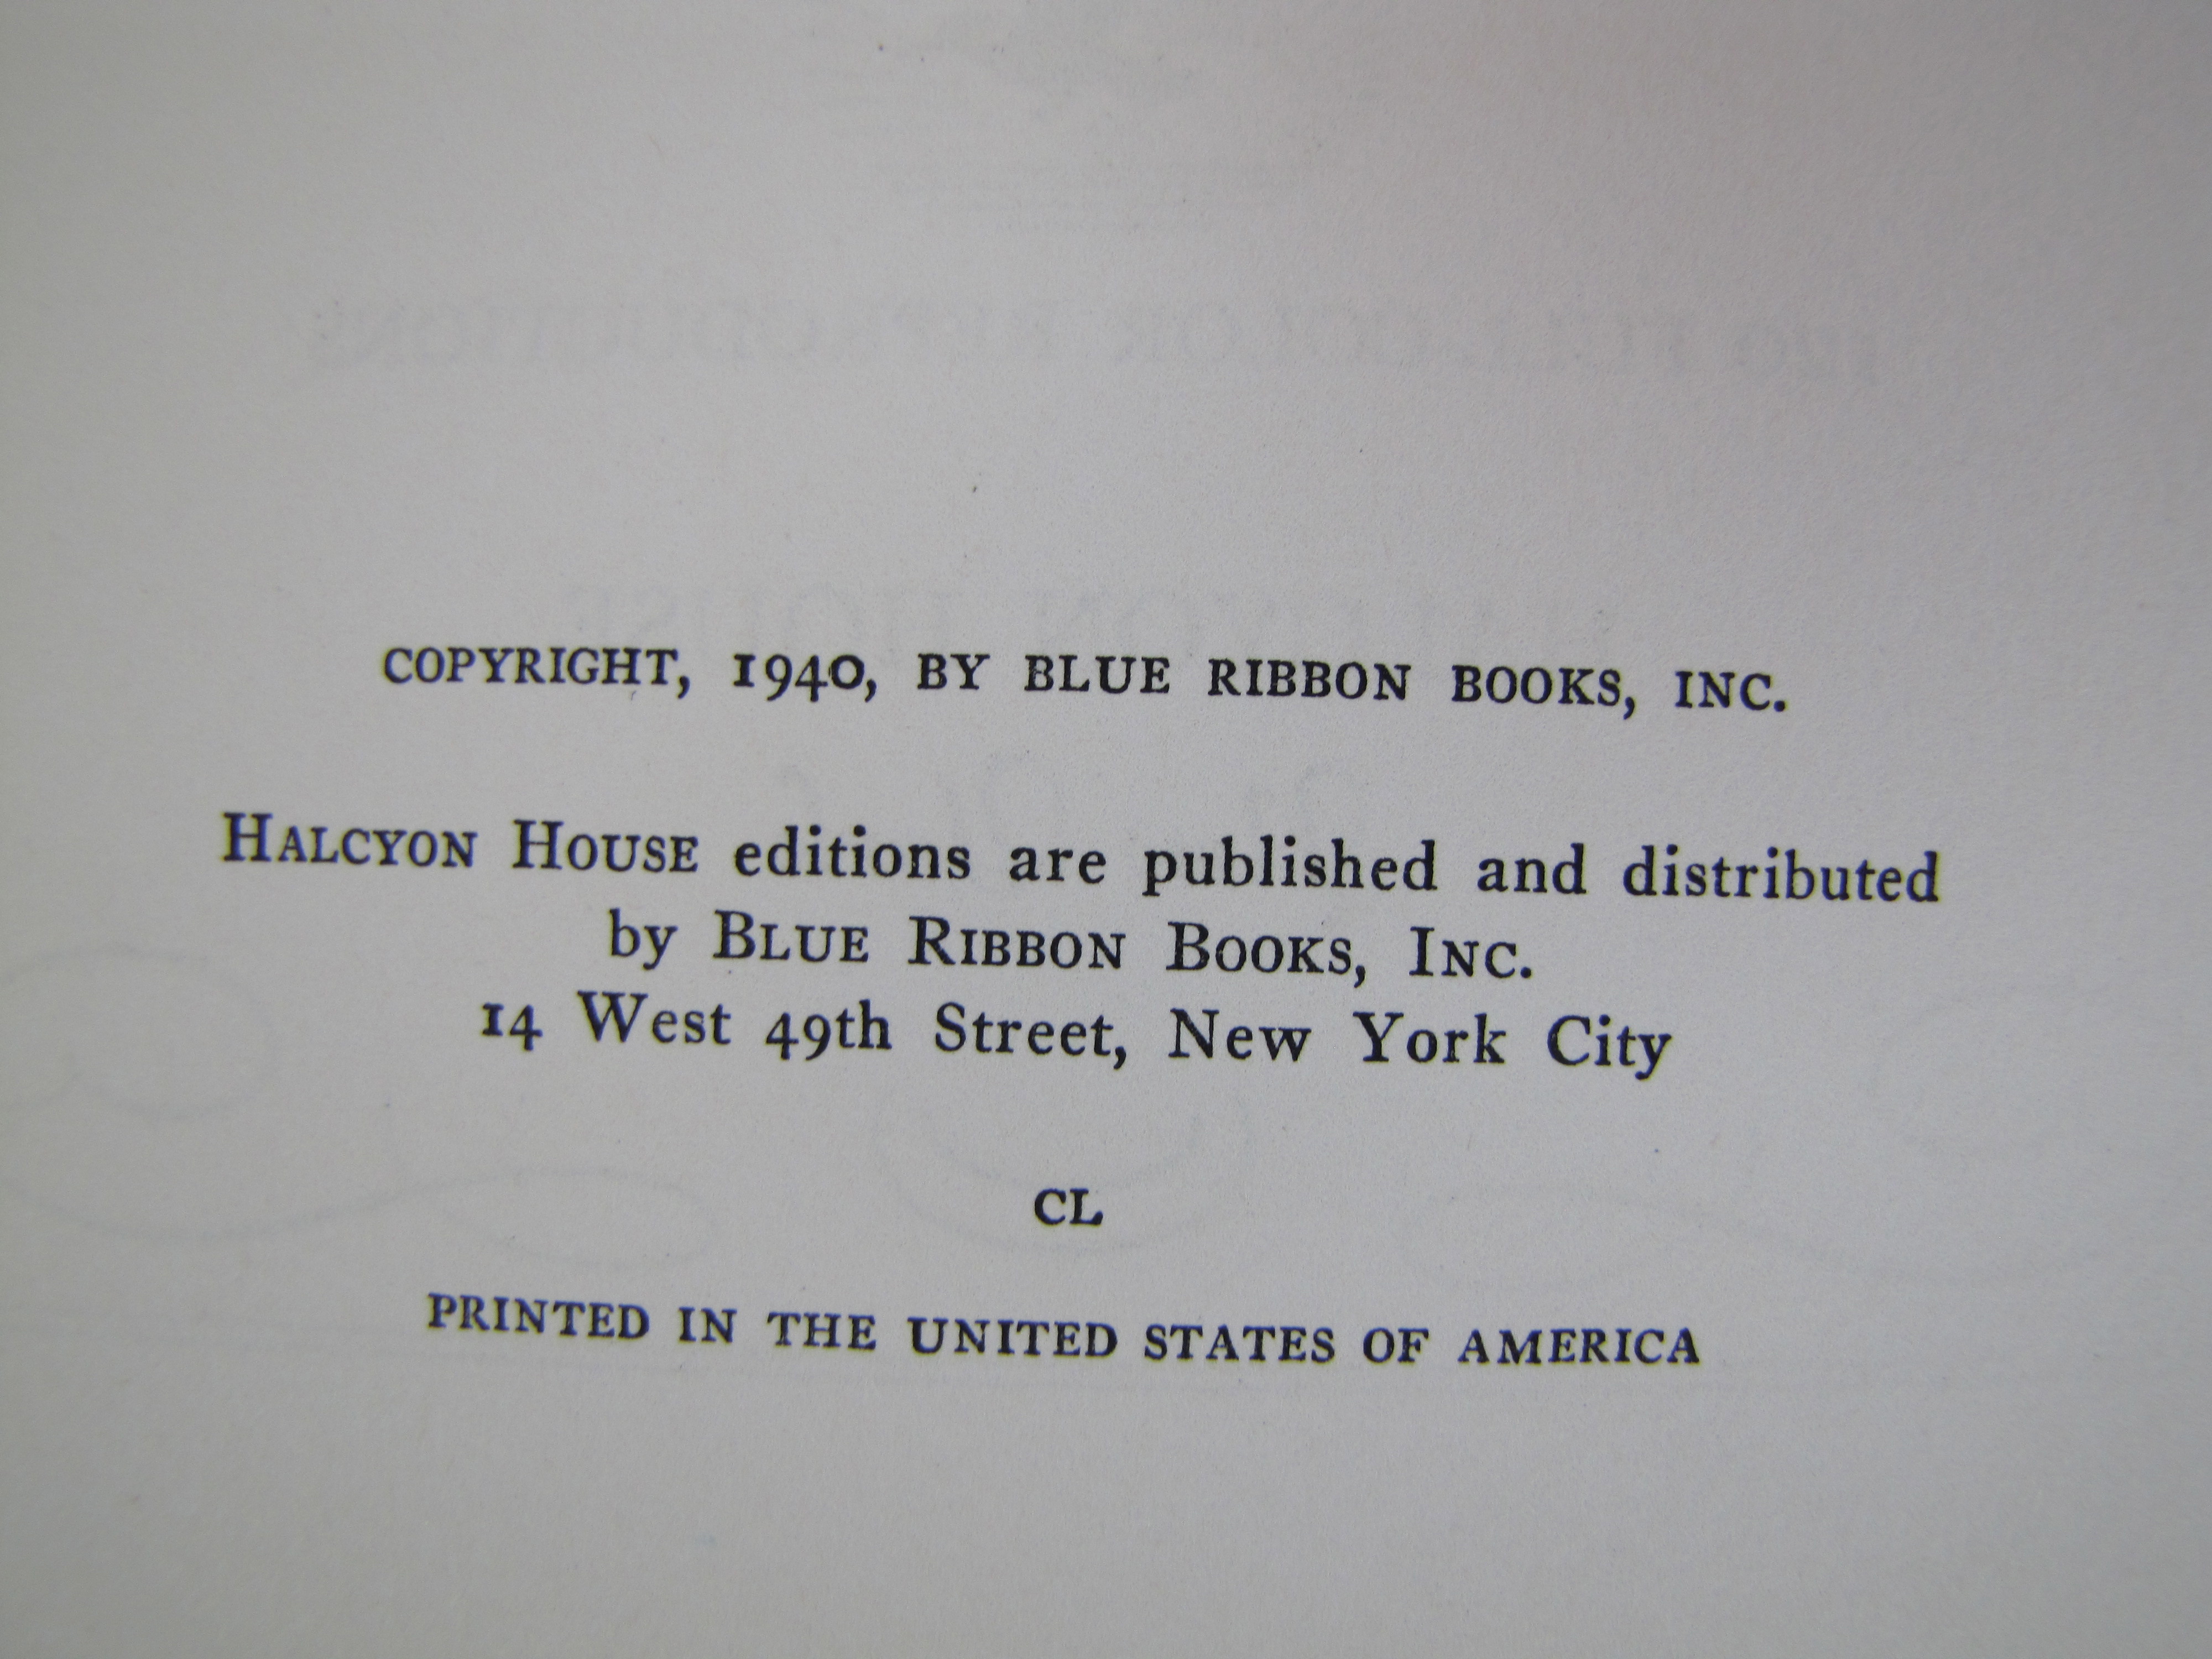 COPYRIGHT, 1940, BY BLUE RIBBON BOOKS, INC.
HALCYON HOUSE editions are published and distributed
by BLUE RIBBON BOOKS, INC.
14 West 49th Street, New York City
CL
PRINTED IN THE UNITED STATES OF AMERICA